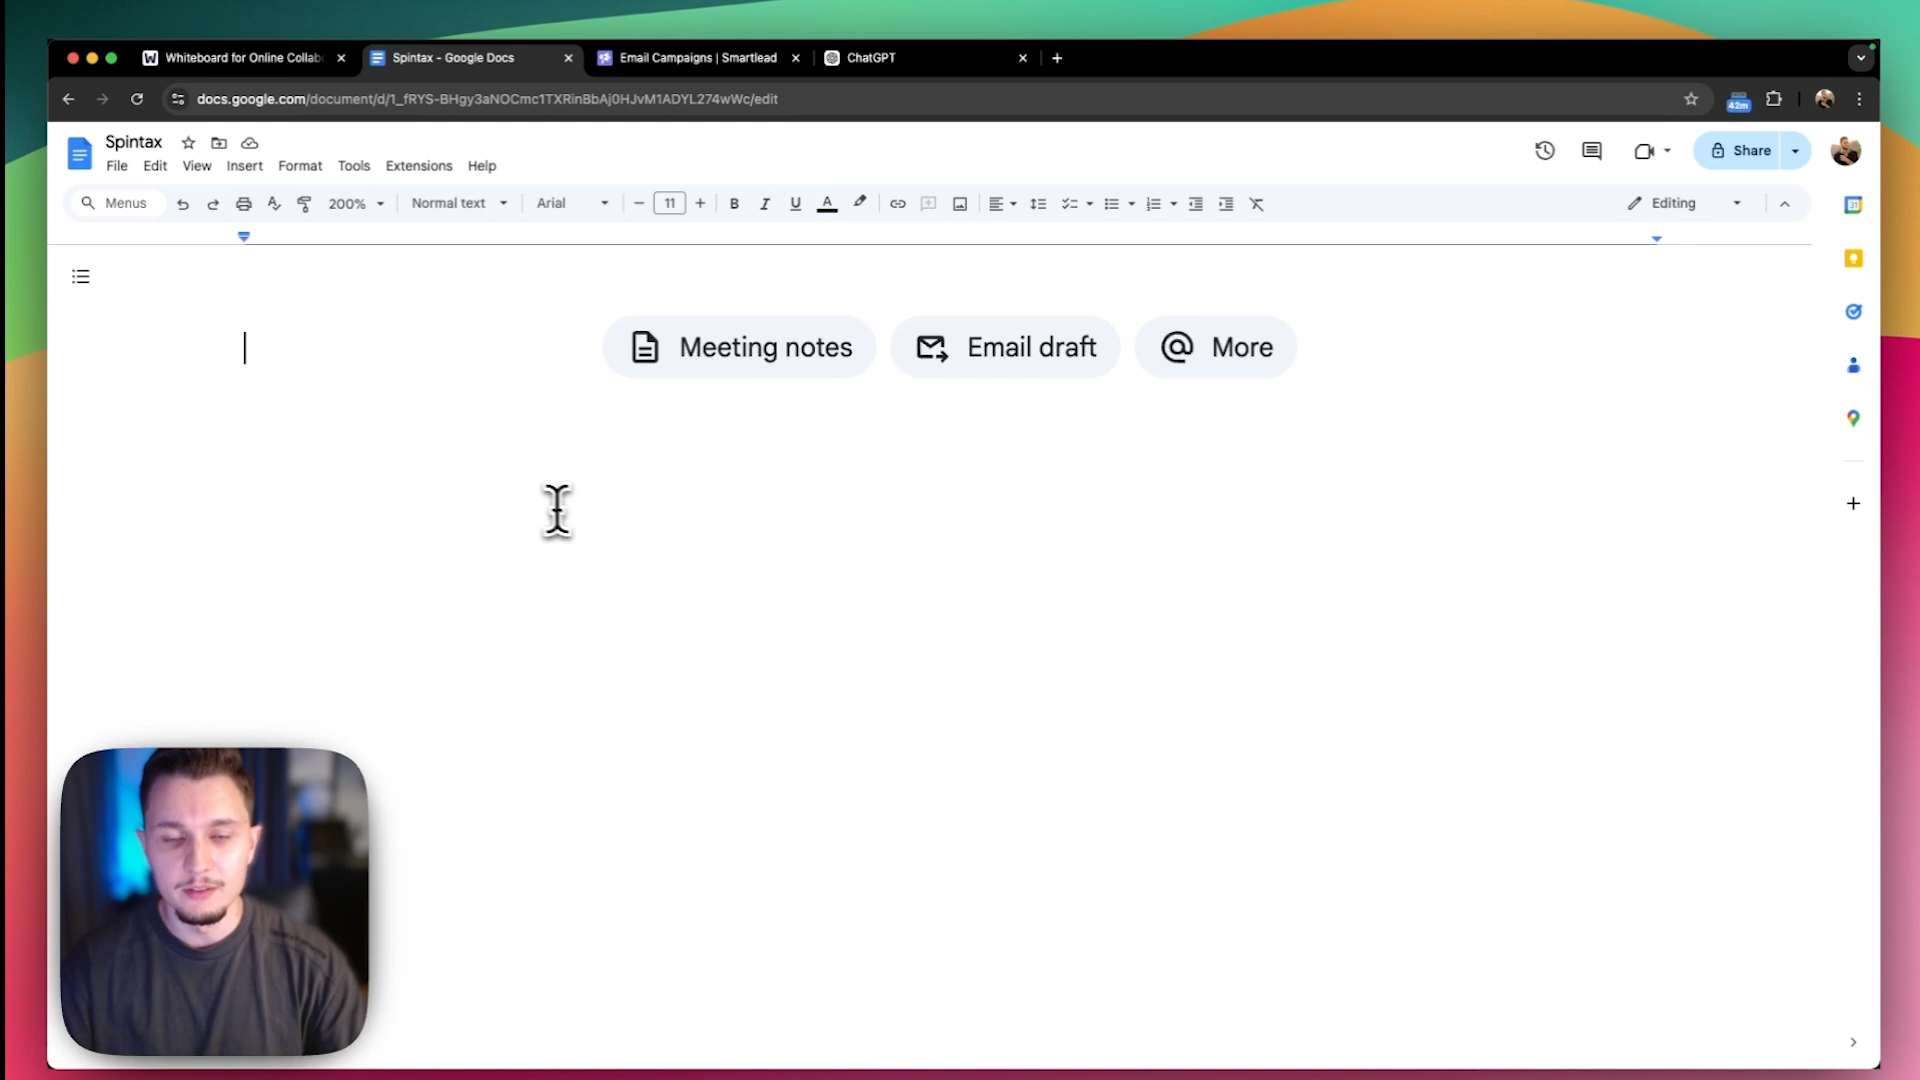 Whiteboard for Online Collab
Spintax - Google Docs
Email Campaigns | Smartlead
ChatGPT
docs.google.com/document/d/1_fRYS-BHgy3aNOCmc1TXRinBbAj0HJvM1ADYL274wWc/edit
42m
Spintax
File Edit View Insert Format Tools Extensions Help
Share
Menus
200%
Normal text
Arial
11
B I U A
Editing
31
Meeting notes
Email draft
More